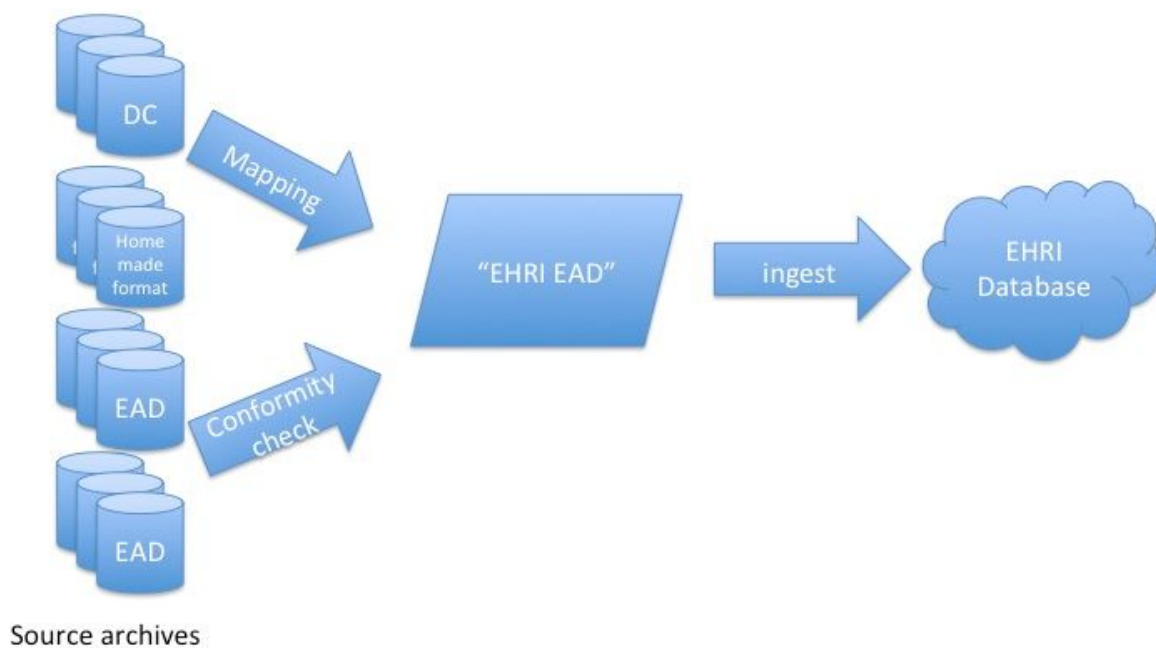 DC
Mapping
Home
made
format
"EHRI EAD"
ingest
EHRI
Database
EAD
Conformity
check
EAD
Source archives